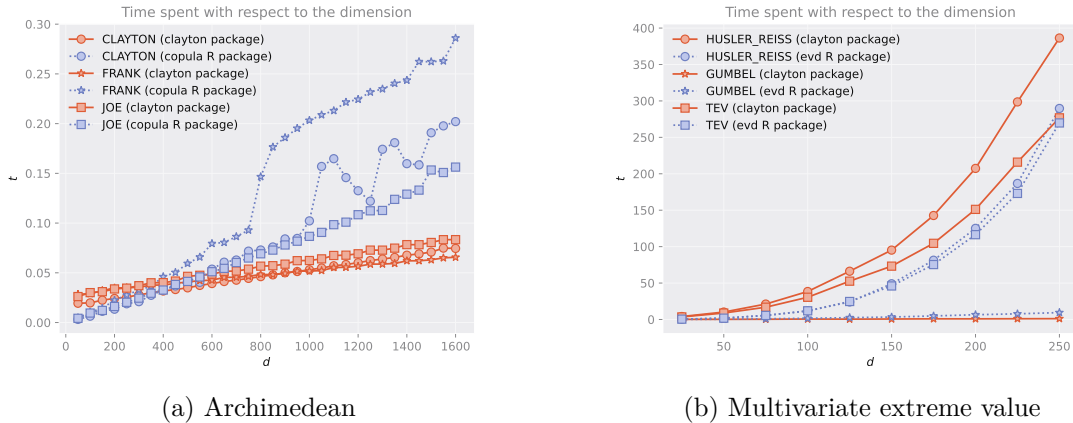 Time spent with respect to the dimension
0.30
0.25
0.20
0.15
0.10
0.05
0.00
t
CLAYTON (clayton package)
CLAYTON (copula R package)
FRANK (clayton package)
FRANK (copula R package)
JOE (clayton package)
JOE (copula R package)
0 200 400 600 800 1000 1200 1400 1600
d
(a) Archimedean
Time spent with respect to the dimension
400
350
300
250
200
150
100
50
0
t
HUSLER_REISS (clayton package)
HUSLER_REISS (evd R package)
GUMBEL (clayton package)
GUMBEL (evd R package)
TEV (clayton package)
TEV (evd R package)
50 100 150 200 250
d
(b) Multivariate extreme value